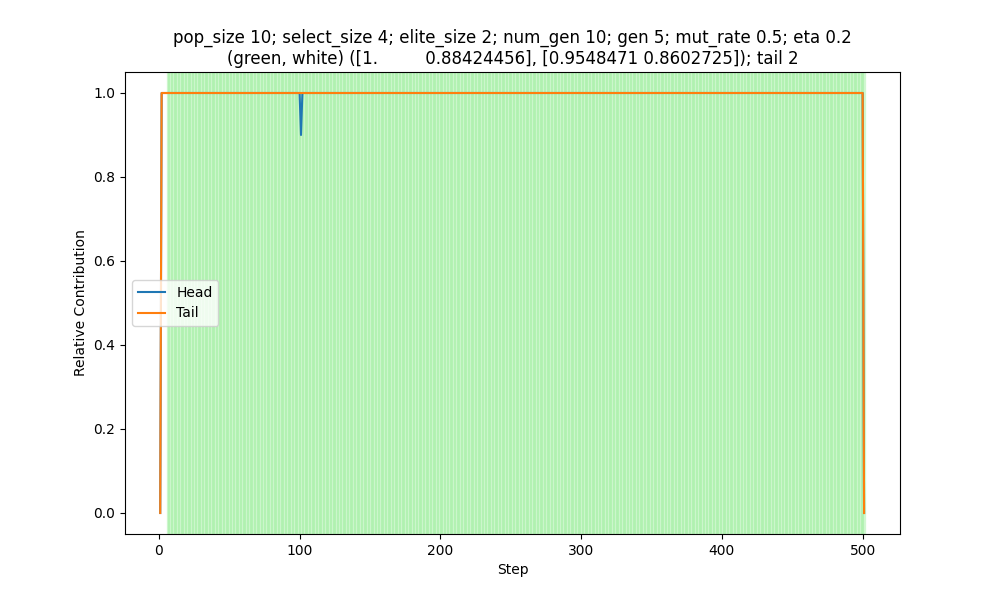 pop_size 10; select_size 4; elite_size 2; num_gen 10; gen 5; mut_rate 0.5; eta 0.2
(green, white) ([1.         0.88424456], [0.9548471 0.8602725]); tail 2
1.0
0.8
0.6
0.4
0.2
0.0
Relative Contribution
Head
Tail
0 100 200 300 400 500
Step